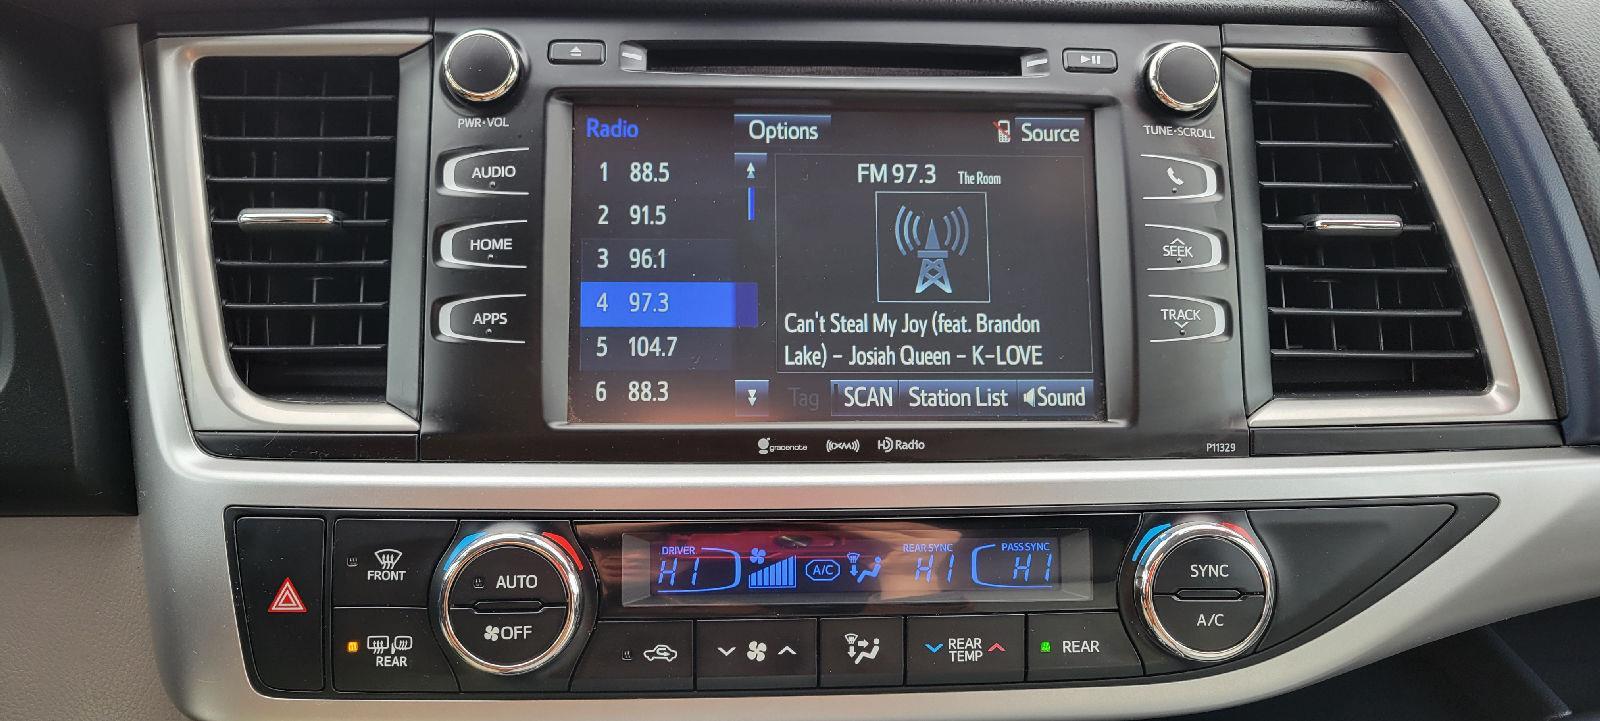 PWR•VOL
AUDIO
HOME
APPS
Radio
Options
Source
1 88.5
2 91.5
3 96.1
4 97.3
5 104.7
6 88.3
FM 97.3 The Room
Can't Steal My Joy (feat. Brandon
Lake) – Josiah Queen – K-LOVE
Tag
SCAN
Station List
Sound
TUNE•SCROLL
SEEK
TRACK
gracenote
((XM))
HD Radio
P11329
FRONT
REAR
AUTO
OFF
DRIVER
HI
A/C
REAR SYNC
HI
PASS SYNC
HI
REAR
TEMP
REAR
SYNC
A/C